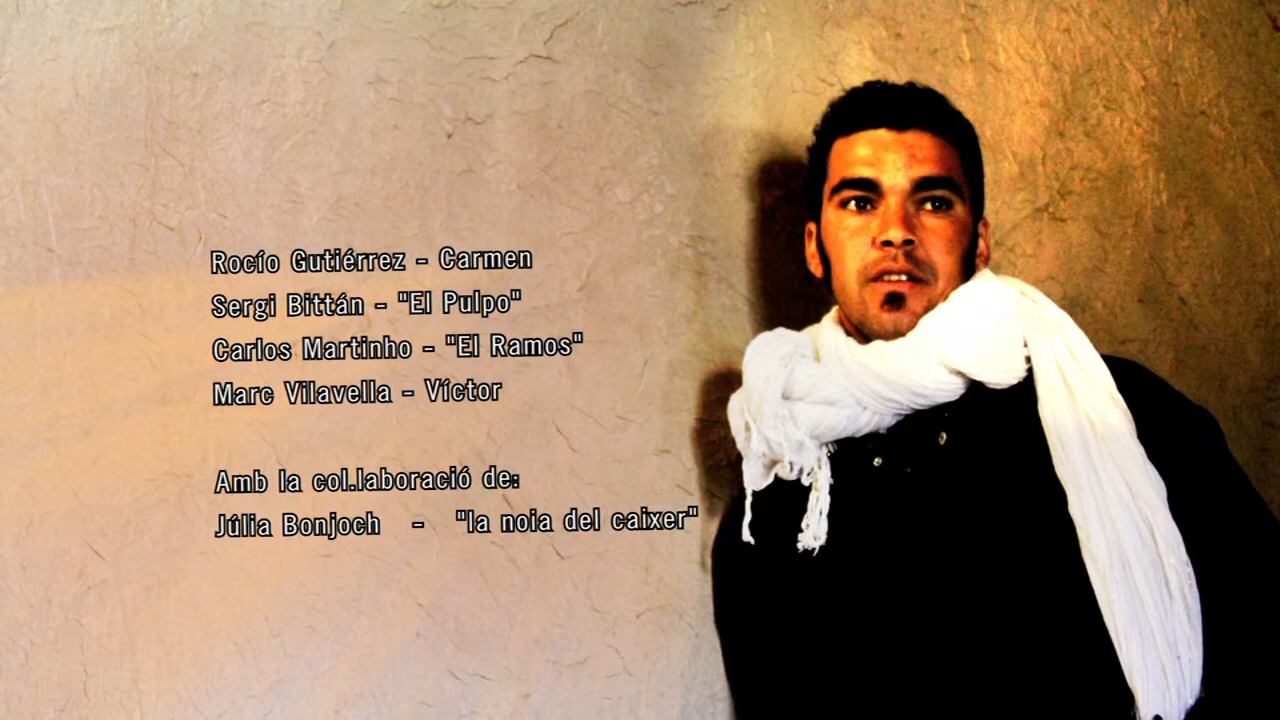 Rocío Gutiérrez - Carmen
Sergi Bittán - "El Pulpo"
Carlos Martinho - "El Ramos"
Marc Vilavella - Víctor
Amb la col.laboració de:
Júlia Bonjoch - "la noia del caixer"